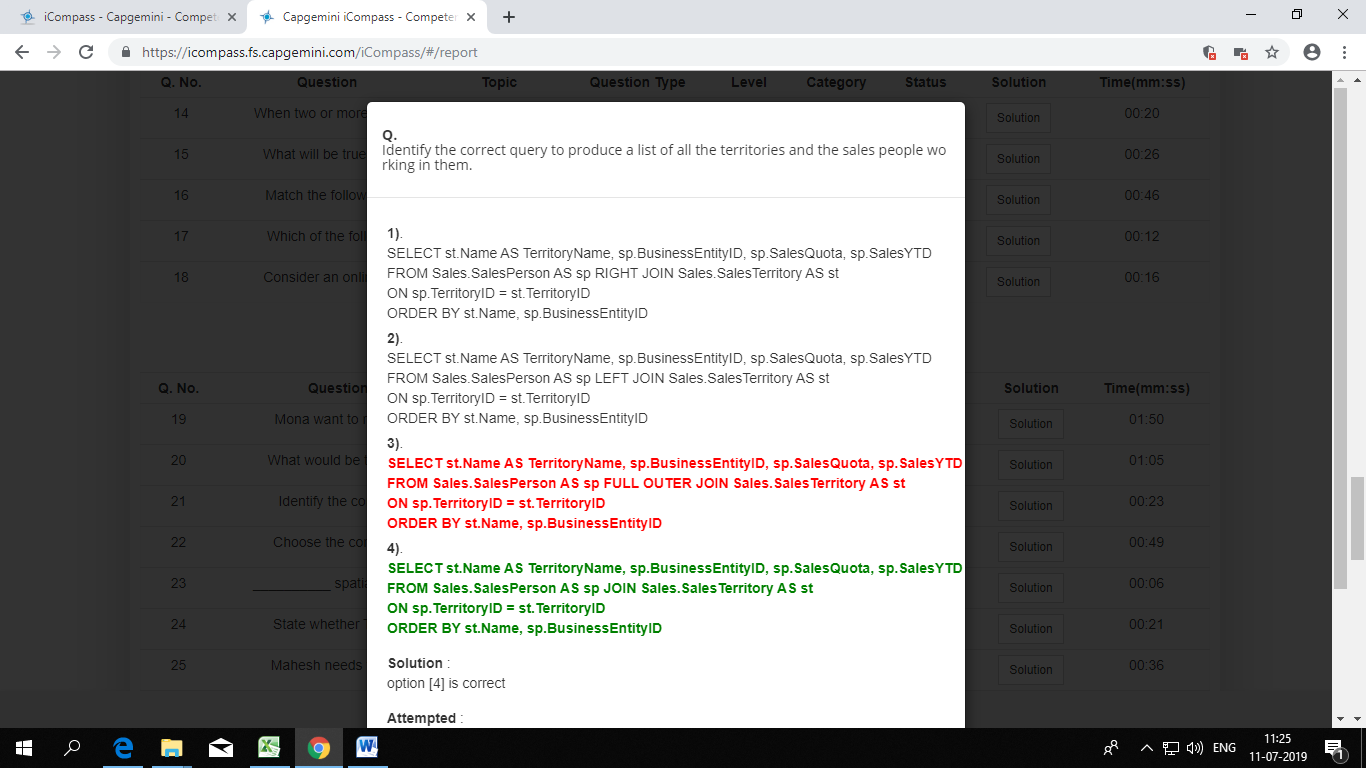 iCompass - Capgemini - Compet
Capgemini iCompass - Competen
https://icompass.fs.capgemini.com/iCompass/#/report
Q. No. Question Topic Question Type Level Category Status Solution Time(mm:ss)
14 When two or more Solution 00:20
15 What will be true Solution 00:26
16 Match the follow Solution 00:46
17 Which of the foll Solution 00:12
18 Consider an onli Solution 00:16
Q. No. Question Solution Time(mm:ss)
19 Mona want to r Solution 01:50
20 What would be t Solution 01:05
21 Identify the co Solution 00:23
22 Choose the cor Solution 00:49
23 __________ spatia Solution 00:06
24 State whether T Solution 00:21
25 Mahesh needs Solution 00:36
Q.
Identify the correct query to produce a list of all the territories and the sales people wo
rking in them.
1).
SELECT st.Name AS TerritoryName, sp.BusinessEntityID, sp.SalesQuota, sp.SalesYTD
FROM Sales.SalesPerson AS sp RIGHT JOIN Sales.SalesTerritory AS st
ON sp.TerritoryID = st.TerritoryID
ORDER BY st.Name, sp.BusinessEntityID
2).
SELECT st.Name AS TerritoryName, sp.BusinessEntityID, sp.SalesQuota, sp.SalesYTD
FROM Sales.SalesPerson AS sp LEFT JOIN Sales.SalesTerritory AS st
ON sp.TerritoryID = st.TerritoryID
ORDER BY st.Name, sp.BusinessEntityID
3).
SELECT st.Name AS TerritoryName, sp.BusinessEntityID, sp.SalesQuota, sp.SalesYTD
FROM Sales.SalesPerson AS sp FULL OUTER JOIN Sales.SalesTerritory AS st
ON sp.TerritoryID = st.TerritoryID
ORDER BY st.Name, sp.BusinessEntityID
4).
SELECT st.Name AS TerritoryName, sp.BusinessEntityID, sp.SalesQuota, sp.SalesYTD
FROM Sales.SalesPerson AS sp JOIN Sales.SalesTerritory AS st
ON sp.TerritoryID = st.TerritoryID
ORDER BY st.Name, sp.BusinessEntityID
Solution :
option [4] is correct
Attempted :
ENG
11:25
11-07-2019
1